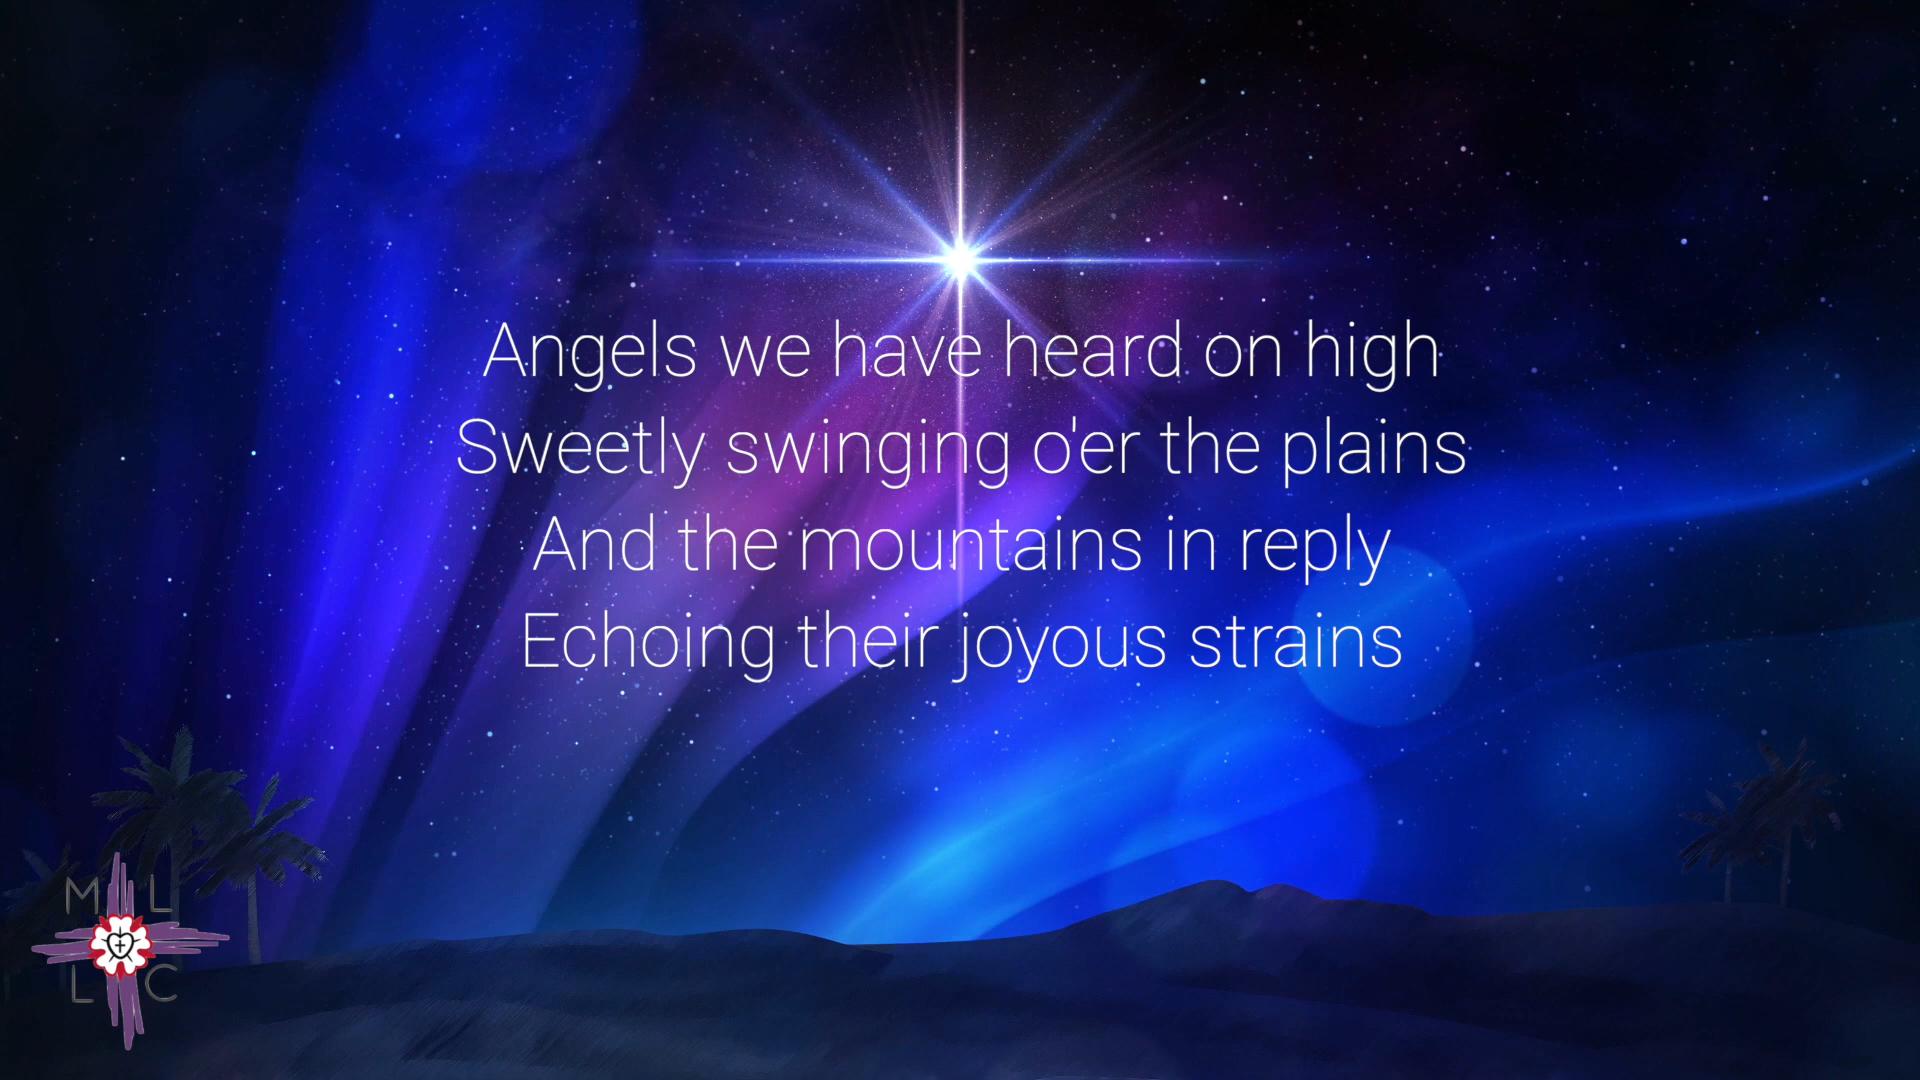 Angels we have heard on high
Sweetly swinging o'er the plains
And the mountains in reply
Echoing their joyous strains
M L
L C